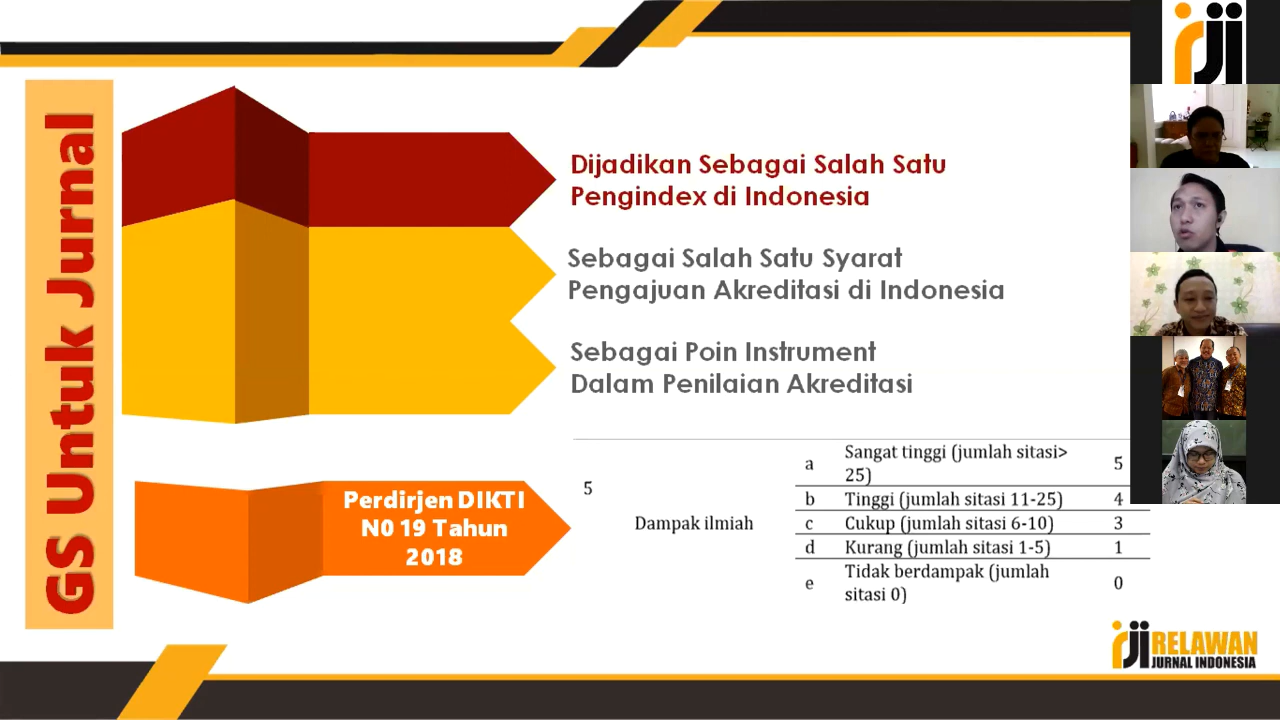 GS Untuk Jurnal
Dijadikan Sebagai Salah Satu
Pengindex di Indonesia
Sebagai Salah Satu Syarat
Pengajuan Akreditasi di Indonesia
Sebagai Poin Instrument
Dalam Penilaian Akreditasi
Perdirjen DIKTI
N0 19 Tahun
2018
5
Dampak ilmiah
a Sangat tinggi (jumlah sitasi> 5
25)
b Tinggi (jumlah sitasi 11-25) 4
c Cukup (jumlah sitasi 6-10) 3
d Kurang (jumlah sitasi 1-5) 1
e Tidak berdampak (jumlah 0
sitasi 0)
rji
rji RELAWAN
JURNAL INDONESIA